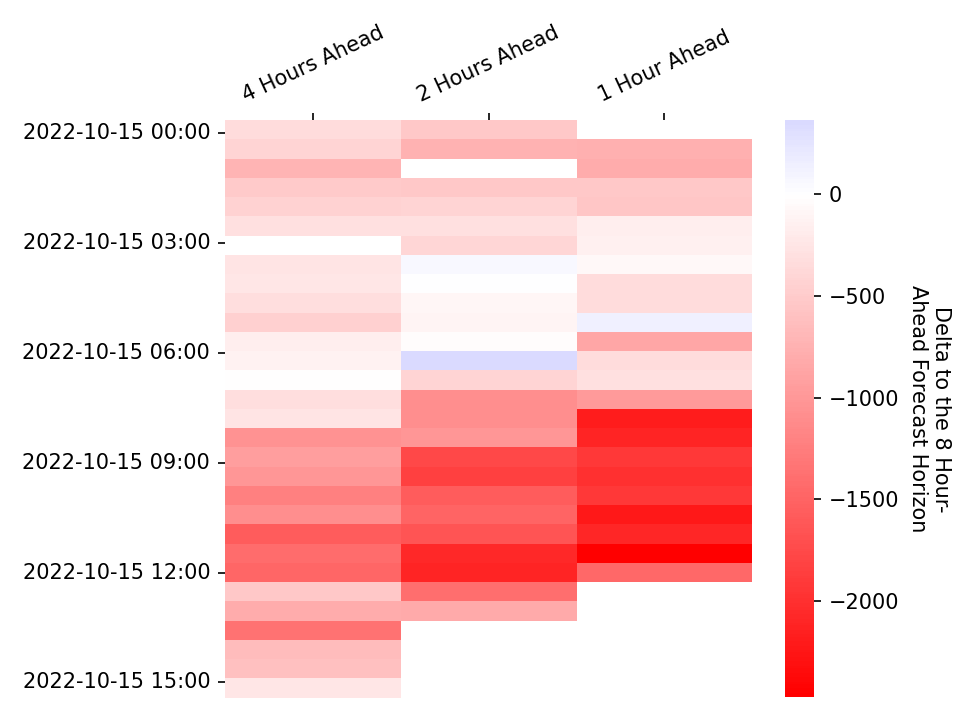 4 Hours Ahead
2 Hours Ahead
1 Hour Ahead
2022-10-15 00:00
2022-10-15 03:00
2022-10-15 06:00
2022-10-15 09:00
2022-10-15 12:00
2022-10-15 15:00
0
−500
−1000
−1500
−2000
Delta to the 8 Hour-
Ahead Forecast Horizon